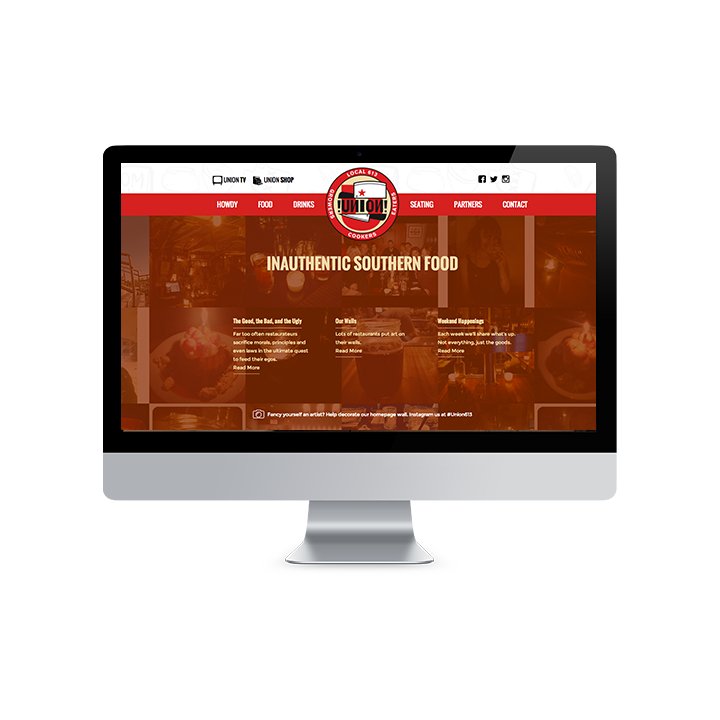 UNION TV
UNION SHOP
LOCAL 613
GROWERS
EATERS
COOKERS
!UNION!
HOWDY
FOOD
DRINKS
SEATING
PARTNERS
CONTACT
INAUTHENTIC SOUTHERN FOOD
The Good, the Bad, and the Ugly
Far too often restaurateurs
sacrifice morals, principles and
even laws in the ultimate quest
to feed their egos.
Read More
Our Walls
Lots of restaurants put art on
their walls.
Read More
Weekend Happenings
Each week we'll share what's up.
Not everything, just the goods.
Read More
Fancy yourself an artist? Help decorate our homepage wall. Instagram us at #Union613